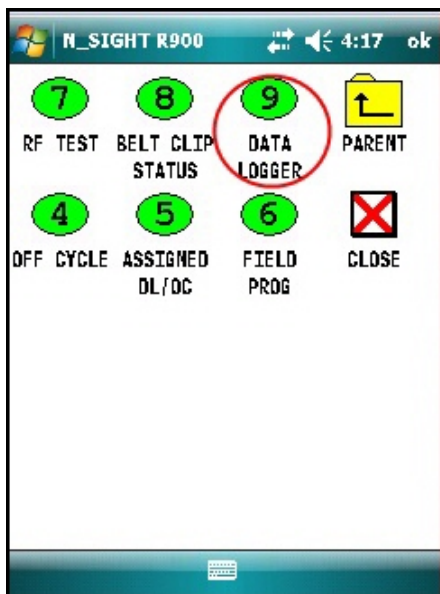 N_SIGHT R900 4:17 ok
7 8 9
RF TEST BELT CLIP DATA PARENT
STATUS LOGGER
4 5 6
OFF CYCLE ASSIGNED FIELD CLOSE
DL/OC PROG